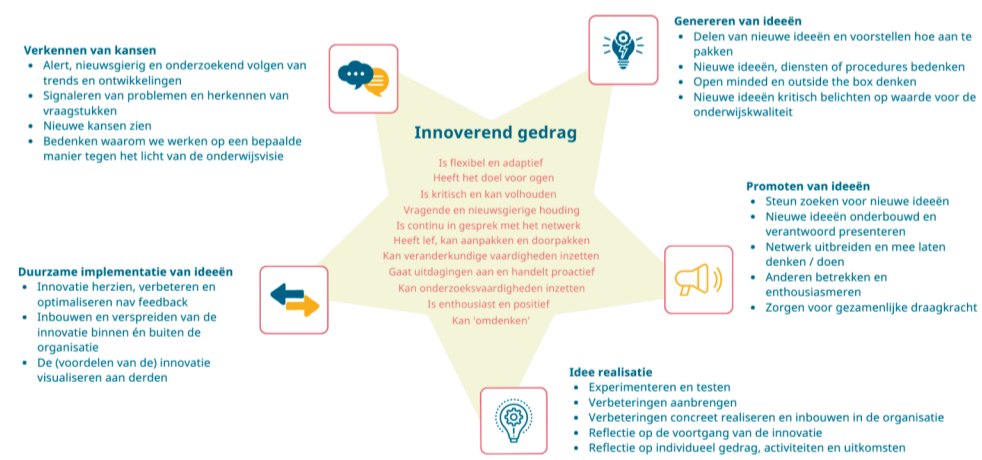 Verkennen van kansen
• Alert, nieuwsgierig en onderzoekend volgen van
trends en ontwikkelingen
• Signaleren van problemen en herkennen van
vraagstukken
• Nieuwe kansen zien
• Bedenken waarom we werken op een bepaalde
manier tegen het licht van de onderwijsvisie
Genereren van ideeën
• Delen van nieuwe ideeën en voorstellen hoe aan te
pakken
• Nieuwe ideeën, diensten of procedures bedenken
• Open minded en outside the box denken
• Nieuwe ideeën kritisch belichten op waarde voor de
onderwijskwaliteit
Innoverend gedrag
Is flexibel en adaptief
Heeft het doel voor ogen
Is kritisch en kan volhouden
Vragende en nieuwsgierige houding
Is continu in gesprek met het netwerk
Heeft lef, kan aanpakken en doorpakken
Kan veranderkundige vaardigheden inzetten
Gaat uitdagingen aan en handelt proactief
Kan onderzoeksvaardigheden inzetten
Is enthousiast en positief
Kan 'omdenken'
Promoten van ideeën
• Steun zoeken voor nieuwe ideeën
• Nieuwe ideeën onderbouwd en
verantwoord presenteren
• Netwerk uitbreiden en mee laten
denken / doen
• Anderen betrekken en
enthousiasmeren
• Zorgen voor gezamenlijke draagkracht
Duurzame implementatie van ideeën
• Innovatie herzien, verbeteren en
optimaliseren nav feedback
• Inbouwen en verspreiden van de
innovatie binnen én buiten de
organisatie
• De (voordelen van de) innovatie
visualiseren aan derden
Idee realisatie
• Experimenteren en testen
• Verbeteringen aanbrengen
• Verbeteringen concreet realiseren en inbouwen in de organisatie
• Reflectie op de voortgang van de innovatie
• Reflectie op individueel gedrag, activiteiten en uitkomsten